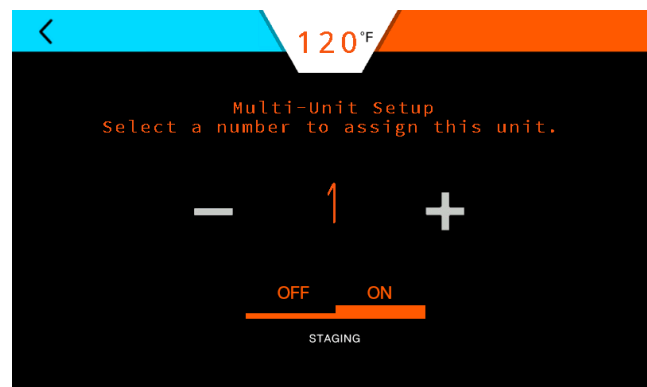 120°F
Multi-Unit Setup
Select a number to assign this unit.
1
OFF ON
STAGING